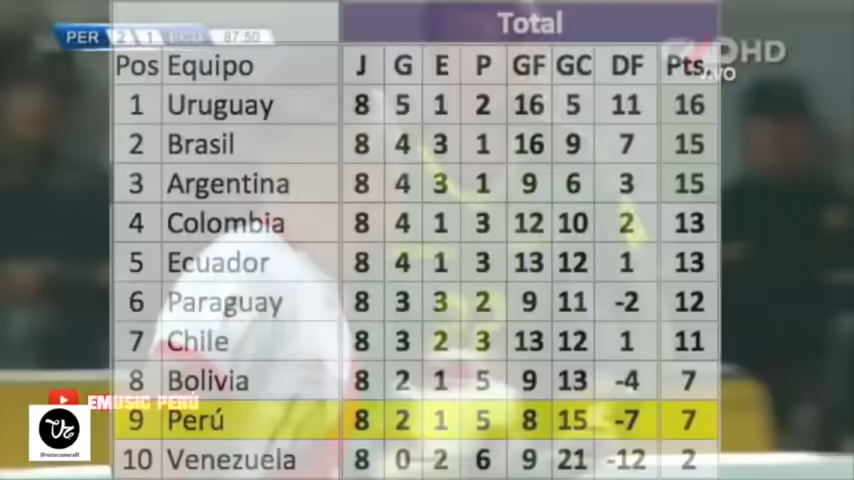 Total
PER 2 1 ECU 87:50
HD
VIVO
Pos Equipo J G E P GF GC DF Pts
1 Uruguay 8 5 1 2 16 5 11 16
2 Brasil 8 4 3 1 16 9 7 15
3 Argentina 8 4 3 1 9 6 3 15
4 Colombia 8 4 1 3 12 10 2 13
5 Ecuador 8 4 1 3 13 12 1 13
6 Paraguay 8 3 3 2 9 11 -2 12
7 Chile 8 3 2 3 13 12 1 11
8 Bolivia 8 2 1 5 9 13 -4 7
EMUSIC PERÚ
9 Perú 8 2 1 5 8 15 -7 7
10 Venezuela 8 0 2 6 9 21 -12 2